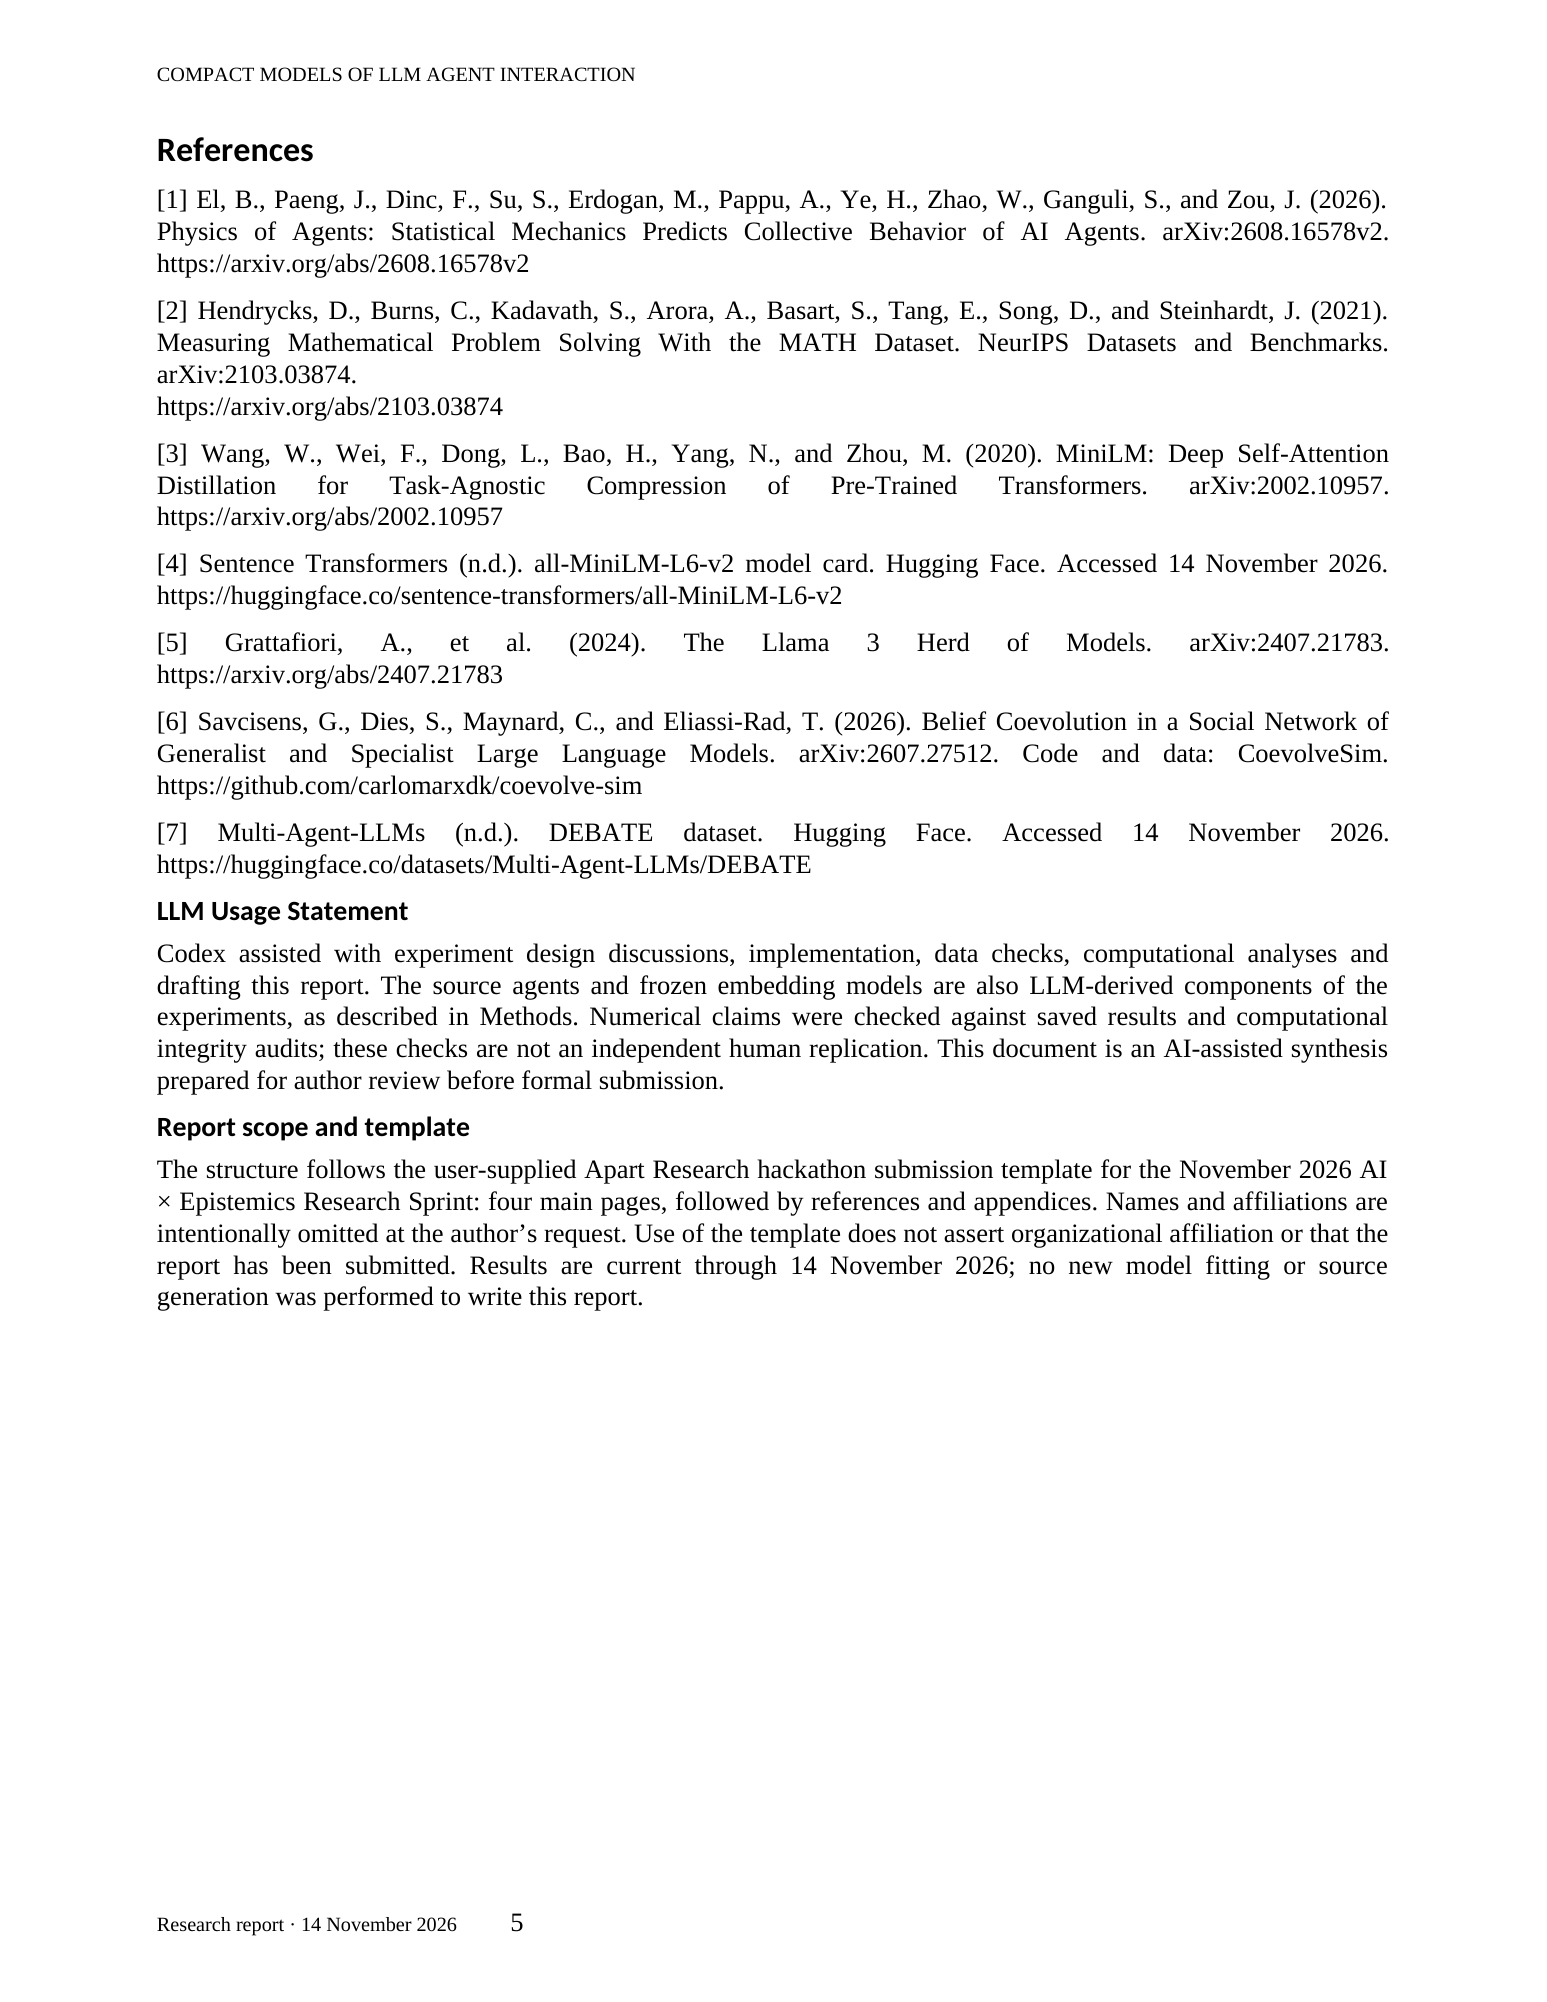 COMPACT MODELS OF LLM AGENT INTERACTION
References
[1] El, B., Paeng, J., Dinc, F., Su, S., Erdogan, M., Pappu, A., Ye, H., Zhao, W., Ganguli, S., and Zou, J. (2026).
Physics of Agents: Statistical Mechanics Predicts Collective Behavior of AI Agents. arXiv:2608.16578v2.
https://arxiv.org/abs/2608.16578v2
[2] Hendrycks, D., Burns, C., Kadavath, S., Arora, A., Basart, S., Tang, E., Song, D., and Steinhardt, J. (2021).
Measuring Mathematical Problem Solving With the MATH Dataset. NeurIPS Datasets and Benchmarks.
arXiv:2103.03874.
https://arxiv.org/abs/2103.03874
[3] Wang, W., Wei, F., Dong, L., Bao, H., Yang, N., and Zhou, M. (2020). MiniLM: Deep Self-Attention
Distillation for Task-Agnostic Compression of Pre-Trained Transformers. arXiv:2002.10957.
https://arxiv.org/abs/2002.10957
[4] Sentence Transformers (n.d.). all-MiniLM-L6-v2 model card. Hugging Face. Accessed 14 November 2026.
https://huggingface.co/sentence-transformers/all-MiniLM-L6-v2
[5] Grattafiori, A., et al. (2024). The Llama 3 Herd of Models. arXiv:2407.21783.
https://arxiv.org/abs/2407.21783
[6] Savcisens, G., Dies, S., Maynard, C., and Eliassi-Rad, T. (2026). Belief Coevolution in a Social Network of
Generalist and Specialist Large Language Models. arXiv:2607.27512. Code and data: CoevolveSim.
https://github.com/carlomarxdk/coevolve-sim
[7] Multi-Agent-LLMs (n.d.). DEBATE dataset. Hugging Face. Accessed 14 November 2026.
https://huggingface.co/datasets/Multi-Agent-LLMs/DEBATE
LLM Usage Statement
Codex assisted with experiment design discussions, implementation, data checks, computational analyses and
drafting this report. The source agents and frozen embedding models are also LLM-derived components of the
experiments, as described in Methods. Numerical claims were checked against saved results and computational
integrity audits; these checks are not an independent human replication. This document is an AI-assisted synthesis
prepared for author review before formal submission.
Report scope and template
The structure follows the user-supplied Apart Research hackathon submission template for the November 2026 AI
× Epistemics Research Sprint: four main pages, followed by references and appendices. Names and affiliations are
intentionally omitted at the author’s request. Use of the template does not assert organizational affiliation or that the
report has been submitted. Results are current through 14 November 2026; no new model fitting or source
generation was performed to write this report.
Research report · 14 November 2026 5